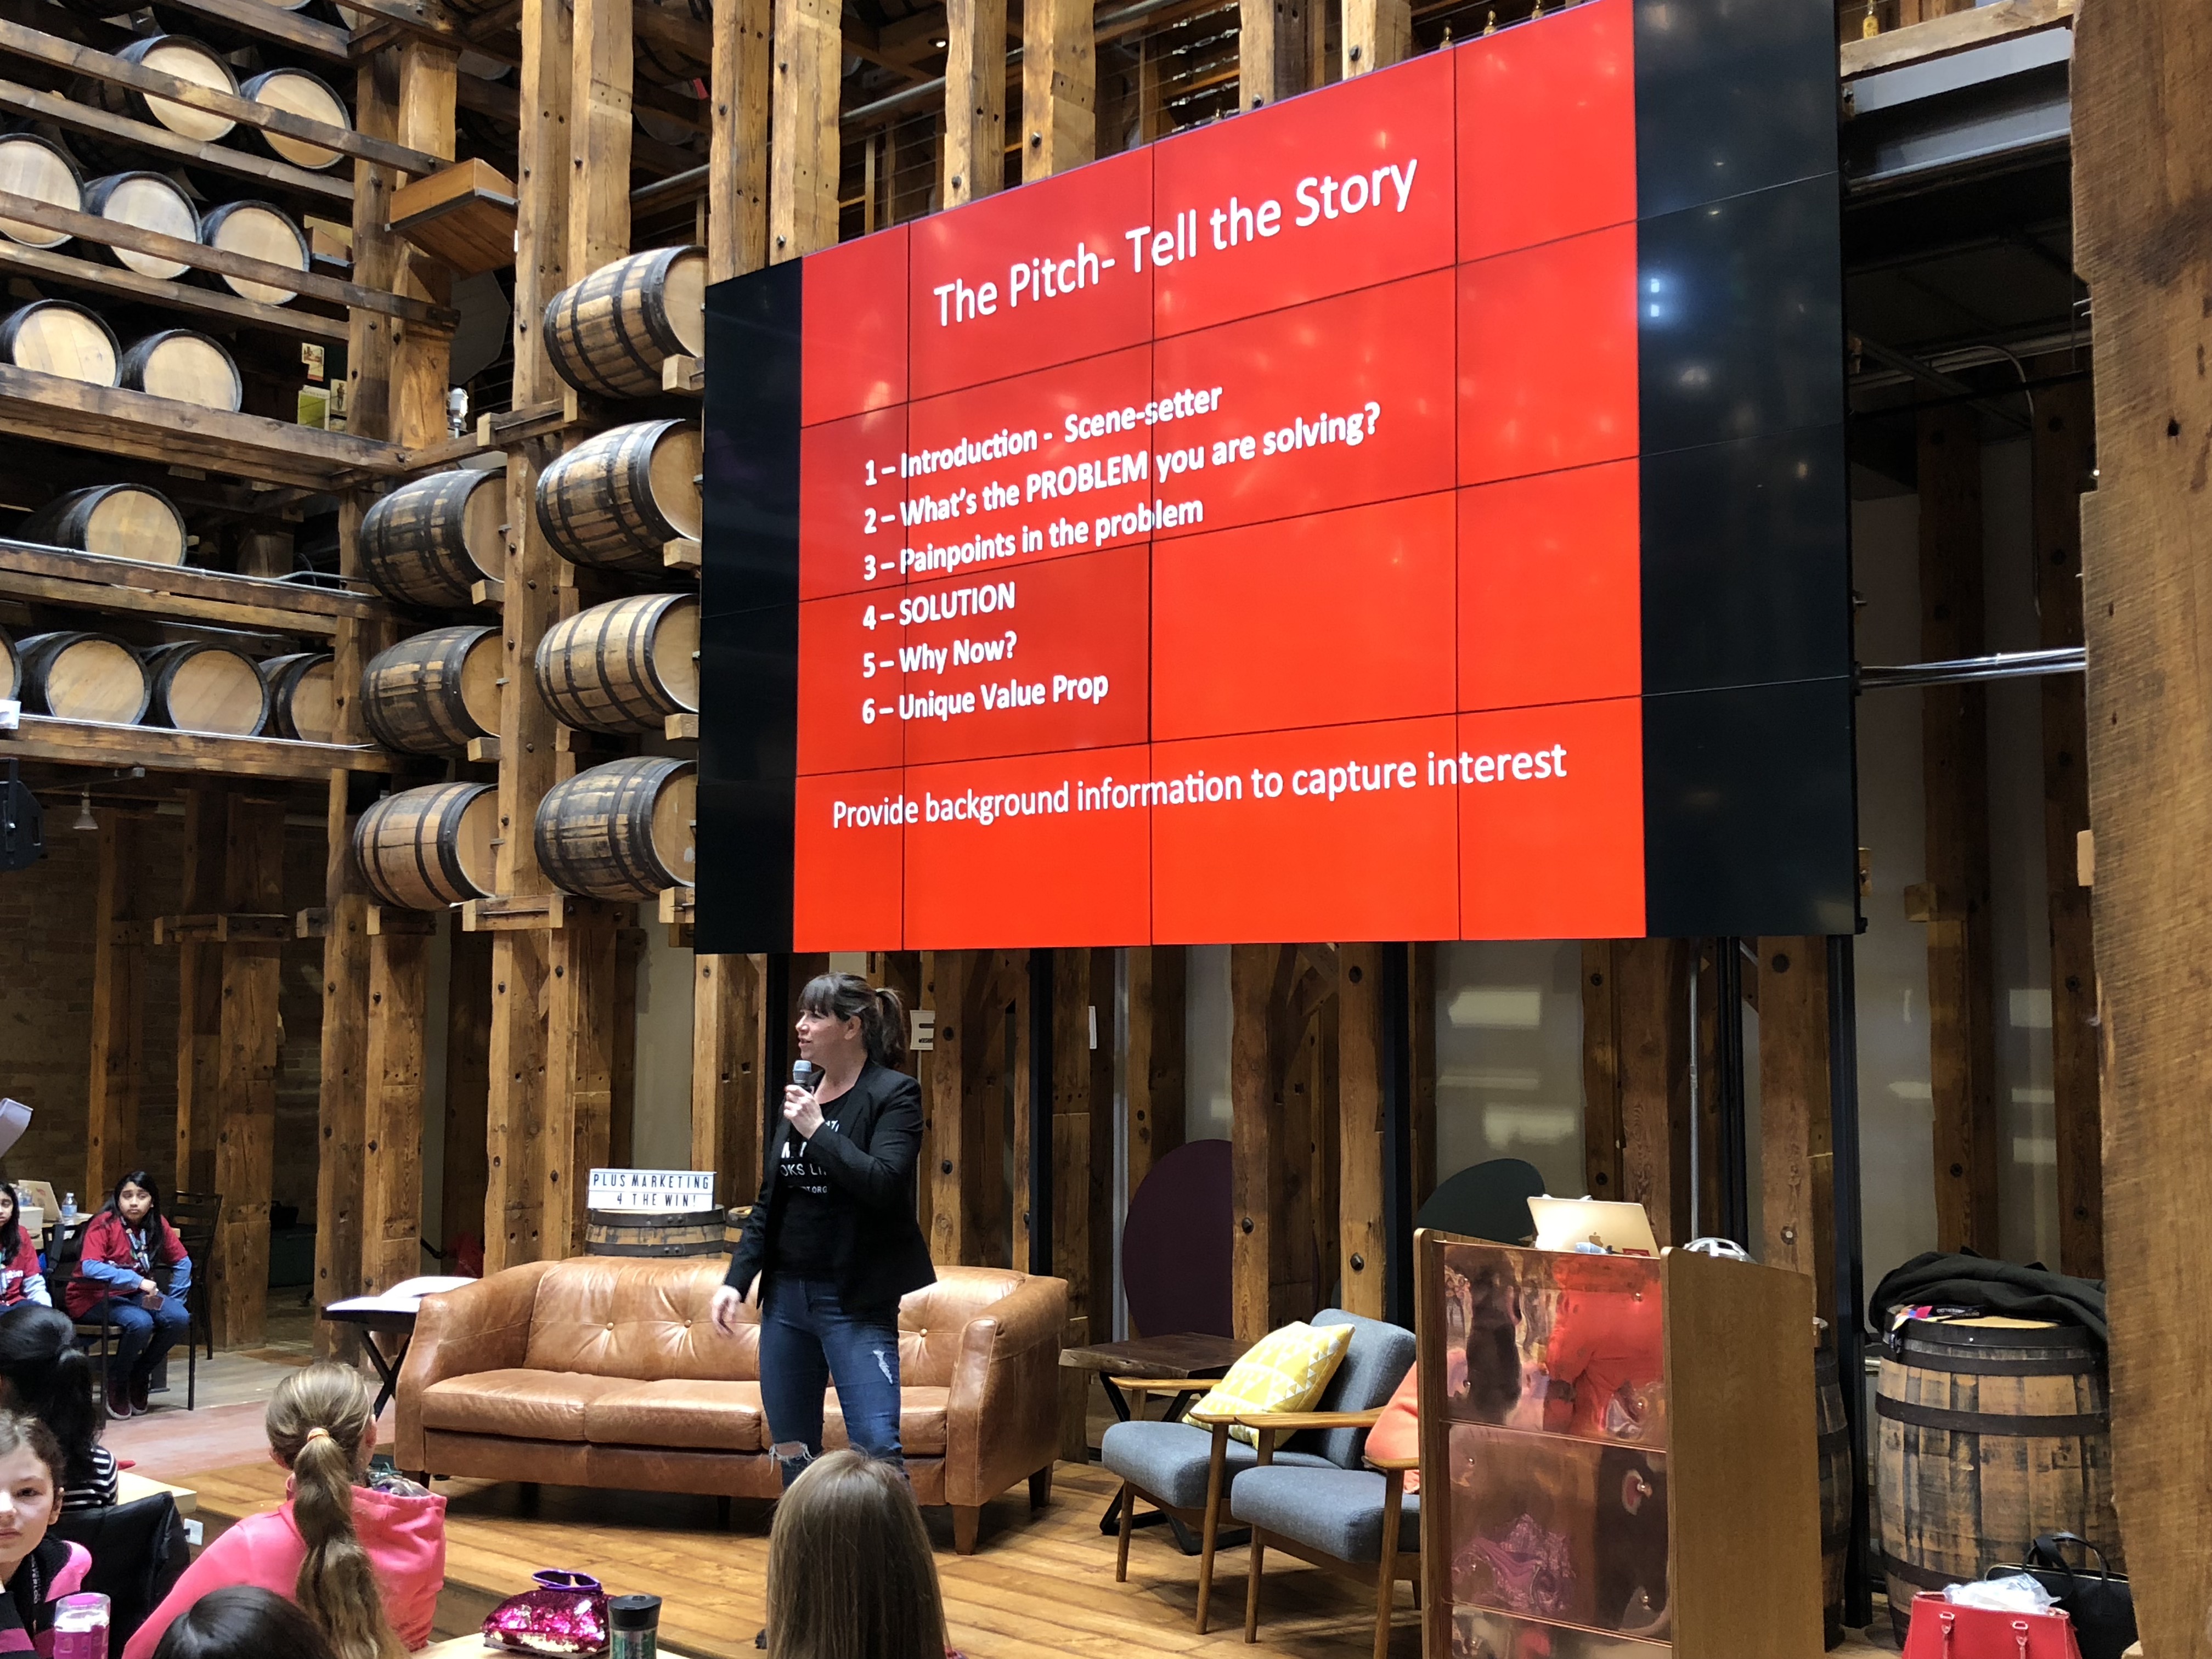 The Pitch- Tell the Story
1 – Introduction - Scene-setter
2 – What's the PROBLEM you are solving?
3 – Painpoints in the problem
4 – SOLUTION
5 – Why Now?
6 – Unique Value Prop
Provide background information to capture interest
PLUS MARKETING
4 THE WIN!